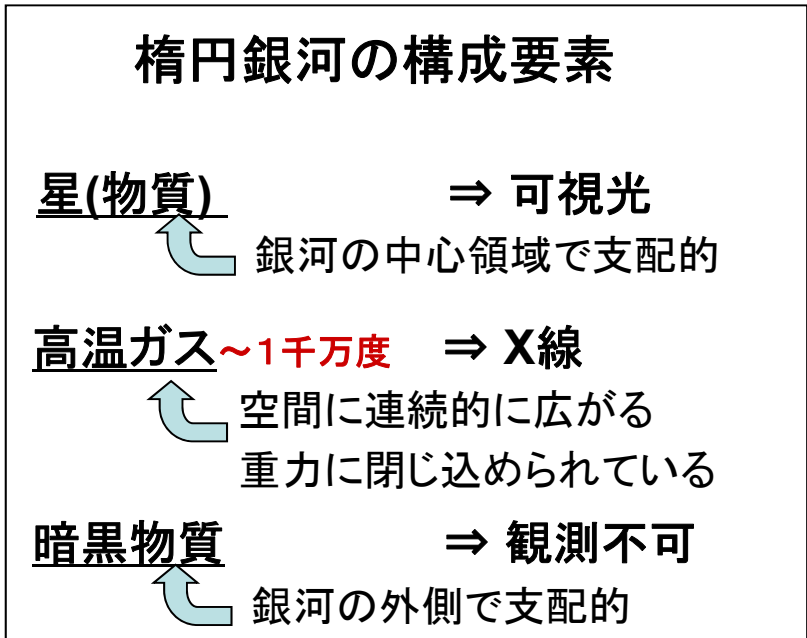 楕円銀河の構成要素
星(物質) ⇒ 可視光
銀河の中心領域で支配的
高温ガス～1千万度 ⇒ X線
空間に連続的に広がる
重力に閉じ込められている
暗黒物質 ⇒ 観測不可
銀河の外側で支配的